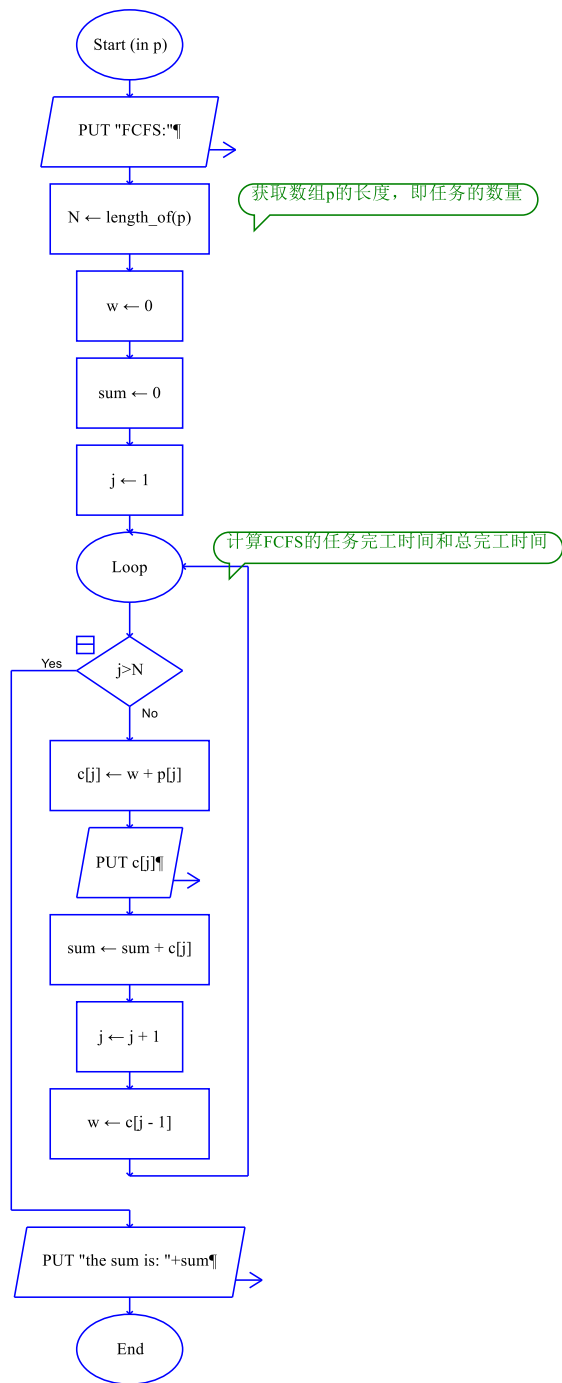 Start (in p)
PUT "FCFS:"¶
获取数组p的长度，即任务的数量
N ← length_of(p)
w ← 0
sum ← 0
j ← 1
计算FCFS的任务完工时间和总完工时间
Loop
Yes
j>N
No
c[j] ← w + p[j]
PUT c[j]¶
sum ← sum + c[j]
j ← j + 1
w ← c[j - 1]
PUT "the sum is: "+sum¶
End